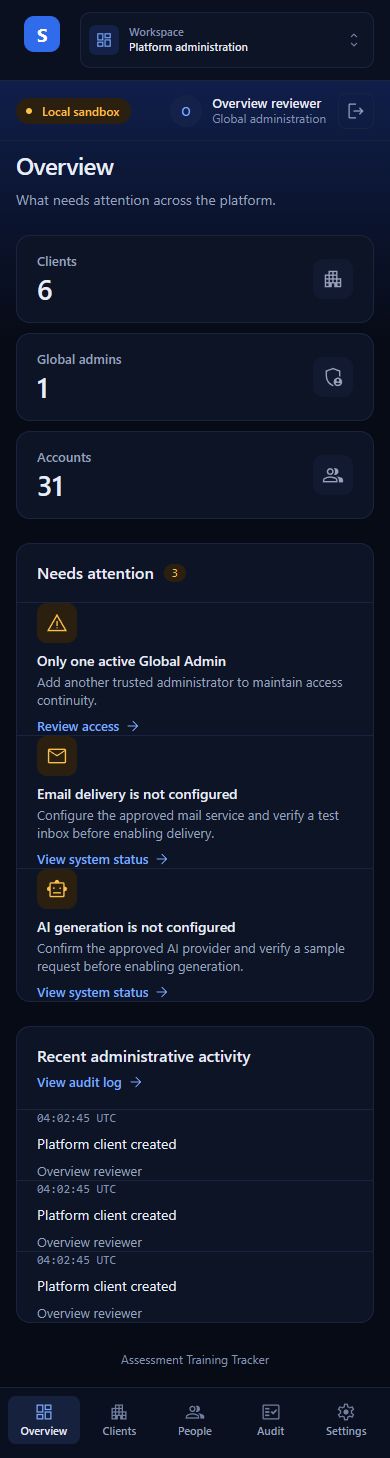 S
Workspace
Platform administration
Local sandbox
O
Overview reviewer
Global administration
Overview
What needs attention across the platform.
Clients
6
Global admins
1
Accounts
31
Needs attention 3
Only one active Global Admin
Add another trusted administrator to maintain access
continuity.
Review access
Email delivery is not configured
Configure the approved mail service and verify a test
inbox before enabling delivery.
View system status
AI generation is not configured
Confirm the approved AI provider and verify a sample
request before enabling generation.
View system status
Recent administrative activity
View audit log
04:02:45 UTC
Platform client created
Overview reviewer
04:02:45 UTC
Platform client created
Overview reviewer
04:02:45 UTC
Platform client created
Overview reviewer
Assessment Training Tracker
Overview Clients People Audit Settings